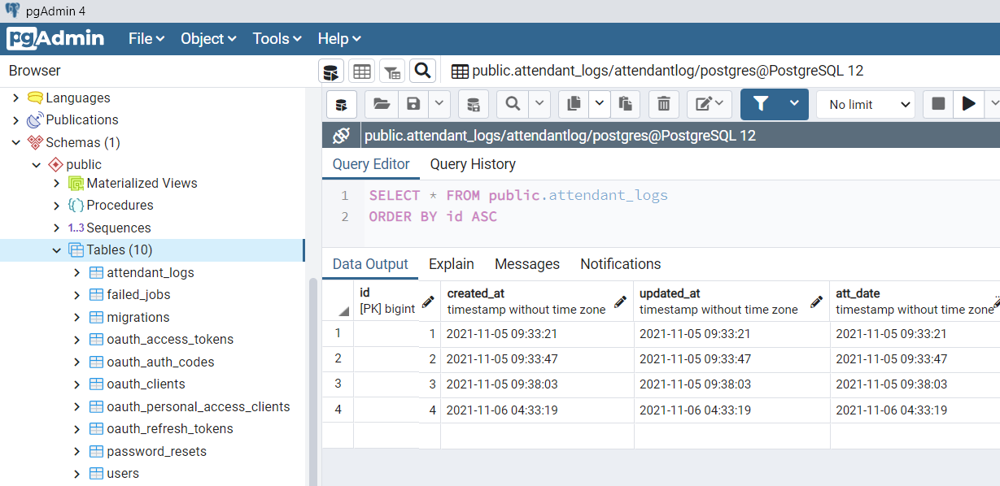 pgAdmin 4
pgAdmin File Object Tools Help
Browser
public.attendant_logs/attendantlog/postgres@PostgreSQL 12
Languages
Publications
Schemas (1)
public
Materialized Views
Procedures
1..3 Sequences
Tables (10)
attendant_logs
failed_jobs
migrations
oauth_access_tokens
oauth_auth_codes
oauth_clients
oauth_personal_access_clients
oauth_refresh_tokens
password_resets
users
No limit
public.attendant_logs/attendantlog/postgres@PostgreSQL 12
Query Editor Query History
1 SELECT * FROM public.attendant_logs
2 ORDER BY id ASC
Data Output Explain Messages Notifications
id created_at updated_at att_date
[PK] bigint timestamp without time zone timestamp without time zone timestamp without time zone
1 1 2021-11-05 09:33:21 2021-11-05 09:33:21 2021-11-05 09:33:21
2 2 2021-11-05 09:33:47 2021-11-05 09:33:47 2021-11-05 09:33:47
3 3 2021-11-05 09:38:03 2021-11-05 09:38:03 2021-11-05 09:38:03
4 4 2021-11-06 04:33:19 2021-11-06 04:33:19 2021-11-06 04:33:19